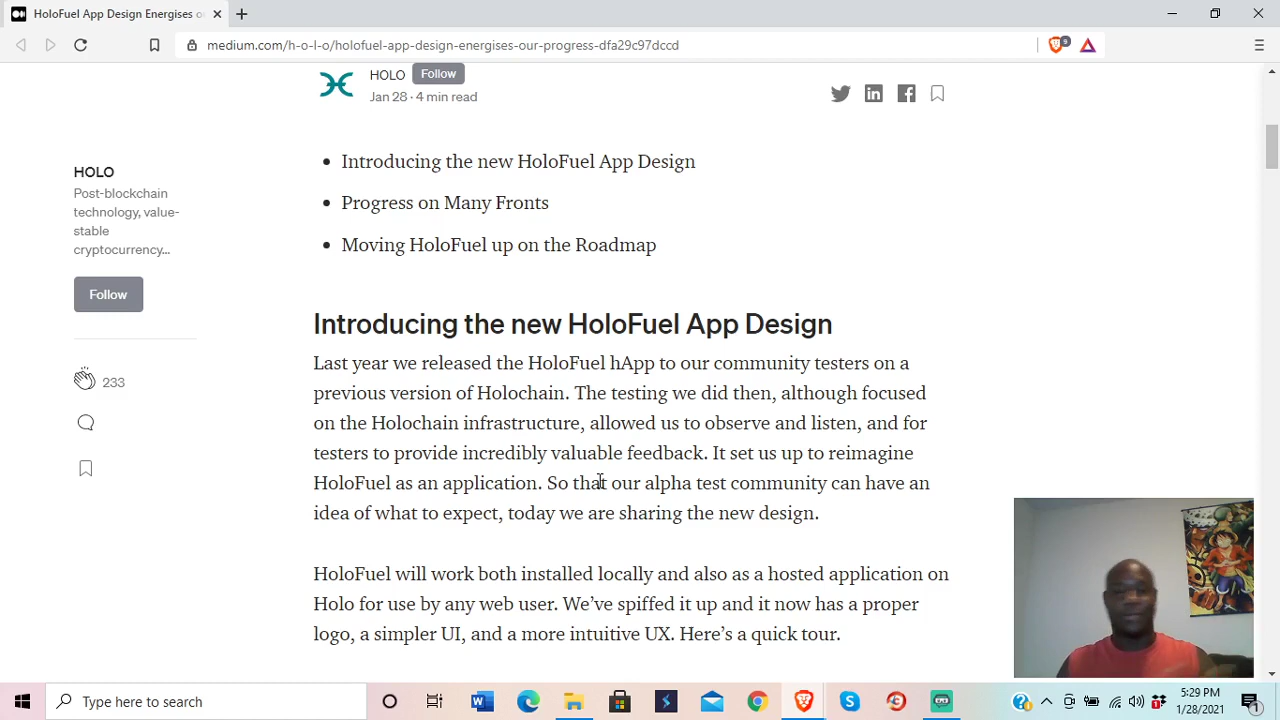 HoloFuel App Design Energises o
medium.com/h-o-l-o/holofuel-app-design-energises-our-progress-dfa29c97dccd
9
HOLO Follow
Jan 28 · 4 min read
HOLO
Post-blockchain
technology, value-
stable
cryptocurrency...
Follow
233
Introducing the new HoloFuel App Design
Progress on Many Fronts
Moving HoloFuel up on the Roadmap
Introducing the new HoloFuel App Design
Last year we released the HoloFuel hApp to our community testers on a
previous version of Holochain. The testing we did then, although focused
on the Holochain infrastructure, allowed us to observe and listen, and for
testers to provide incredibly valuable feedback. It set us up to reimagine
HoloFuel as an application. So that our alpha test community can have an
idea of what to expect, today we are sharing the new design.
HoloFuel will work both installed locally and also as a hosted application on
Holo for use by any web user. We’ve spiffed it up and it now has a proper
logo, a simpler UI, and a more intuitive UX. Here’s a quick tour.
Type here to search
5:29 PM
1/28/2021